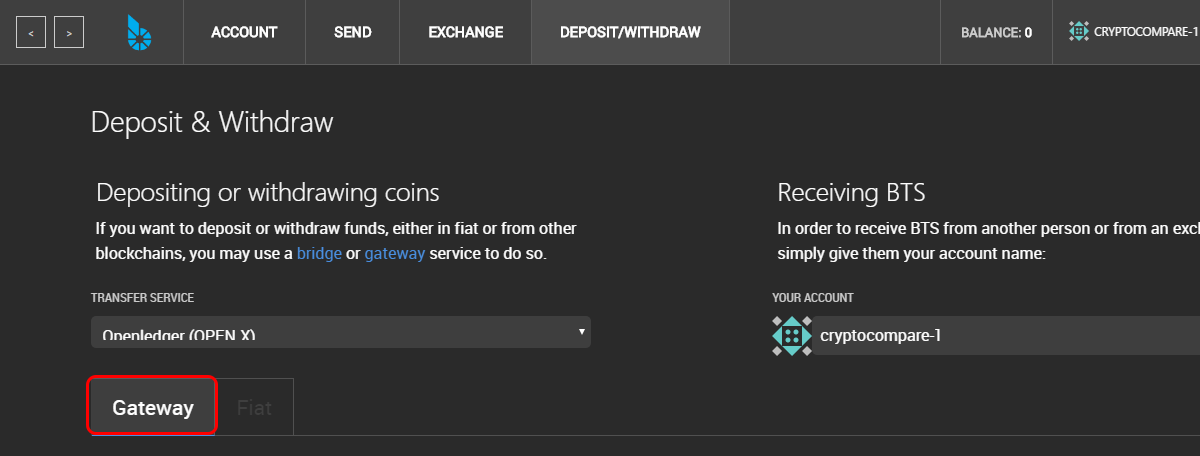 < > ACCOUNT SEND EXCHANGE DEPOSIT/WITHDRAW BALANCE: 0 CRYPTOCOMPARE-1
Deposit & Withdraw
Depositing or withdrawing coins
If you want to deposit or withdraw funds, either in fiat or from other
blockchains, you may use a bridge or gateway service to do so.
TRANSFER SERVICE
Openledger (OPEN.X)
Gateway Fiat
Receiving BTS
In order to receive BTS from another person or from an excl
simply give them your account name:
YOUR ACCOUNT
cryptocompare-1